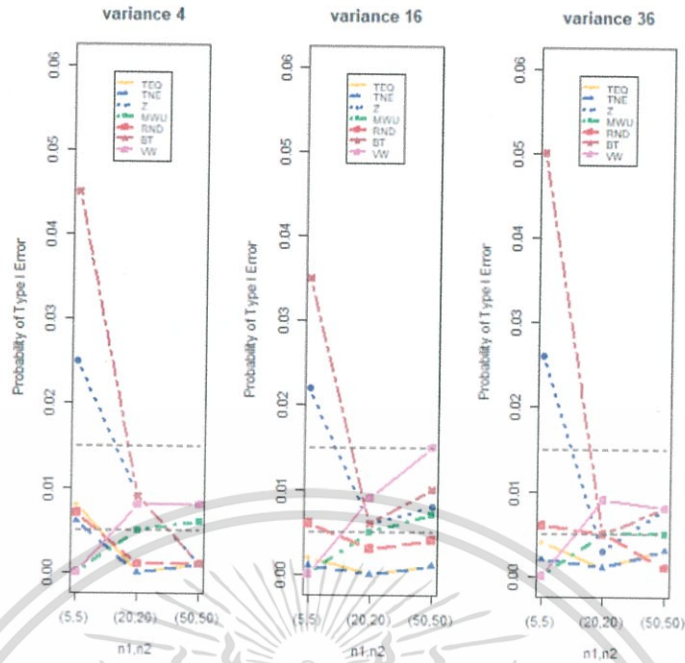 variance 4
variance 16
variance 36
Probability of Type I Error
0.06
0.05
0.04
0.03
0.02
0.01
0.00
TEQ
TNE
Z
MWU
RND
BT
VW
(5,5)
(20,20)
(50,50)
n1,n2
Probability of Type I Error
0.06
0.05
0.04
0.03
0.02
0.01
0.00
TEQ
TNE
Z
MWU
RND
BT
VW
(5,5)
(20,20)
(50,50)
n1,n2
Probability of Type I Error
0.06
0.05
0.04
0.03
0.02
0.01
0.00
TEQ
TNE
Z
MWU
RND
BT
VW
(5,5)
(20,20)
(50,50)
n1,n2